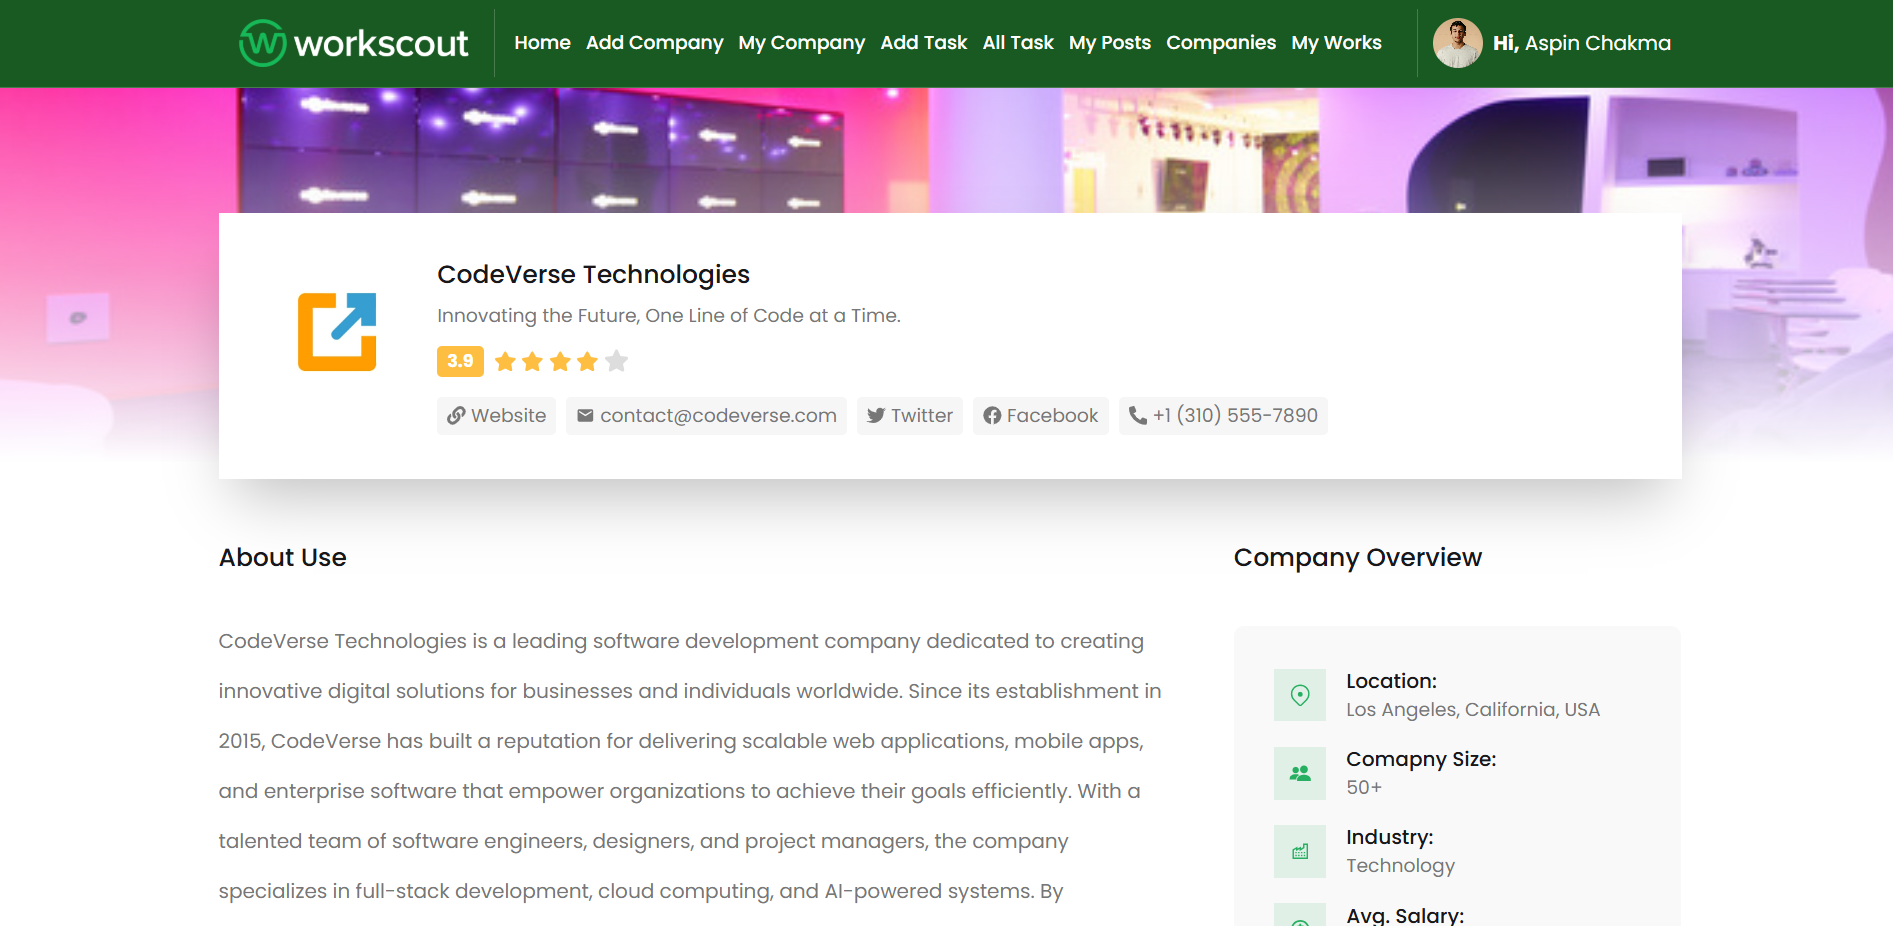 workscout
Home Add Company My Company Add Task All Task My Posts Companies My Works
Hi, Aspin Chakma
CodeVerse Technologies
Innovating the Future, One Line of Code at a Time.
3.9
Website contact@codeverse.com Twitter Facebook +1 (310) 555-7890
About Use
CodeVerse Technologies is a leading software development company dedicated to creating
innovative digital solutions for businesses and individuals worldwide. Since its establishment in
2015, CodeVerse has built a reputation for delivering scalable web applications, mobile apps,
and enterprise software that empower organizations to achieve their goals efficiently. With a
talented team of software engineers, designers, and project managers, the company
specializes in full-stack development, cloud computing, and AI-powered systems. By
Company Overview
Location:
Los Angeles, California, USA
Comapny Size:
50+
Industry:
Technology
Avg. Salary: